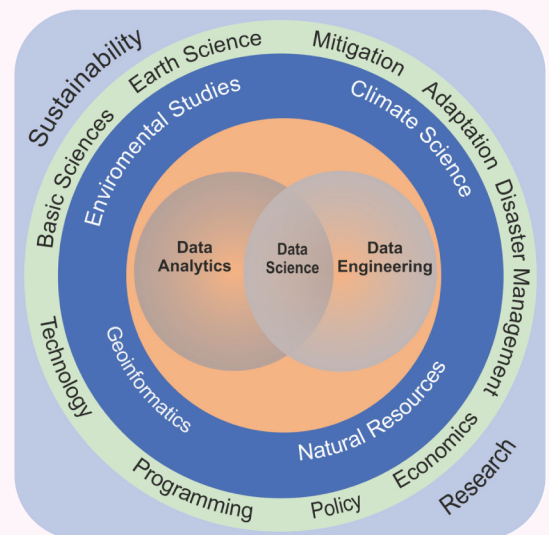 Sustainability
Research
Basic Sciences
Earth Science
Mitigation
Adaptation
Disaster Management
Economics
Policy
Programming
Technology
Enviromental Studies
Climate Science
Natural Resources
Geoinformatics
Data
Analytics
Data
Science
Data
Engineering